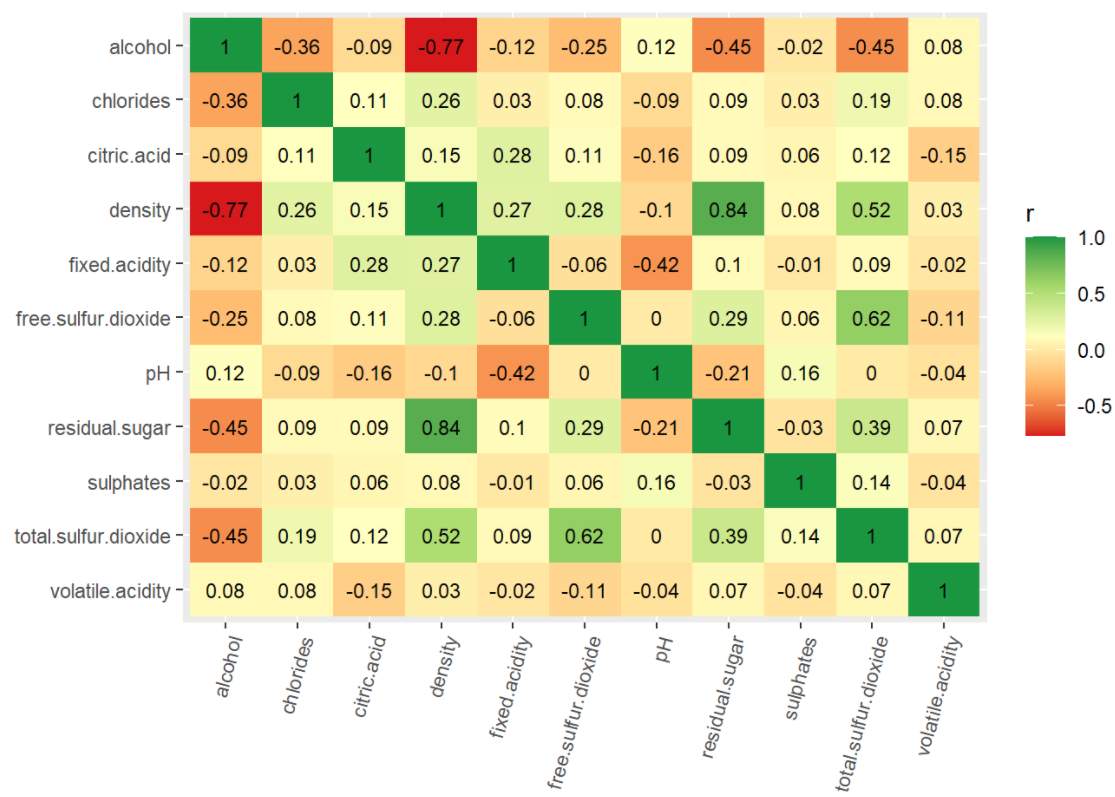 alcohol 1 -0.36 -0.09 -0.77 -0.12 -0.25 0.12 -0.45 -0.02 -0.45 0.08
chlorides -0.36 1 0.11 0.26 0.03 0.08 -0.09 0.09 0.03 0.19 0.08
citric.acid -0.09 0.11 1 0.15 0.28 0.11 -0.16 0.09 0.06 0.12 -0.15
density -0.77 0.26 0.15 1 0.27 0.28 -0.1 0.84 0.08 0.52 0.03
fixed.acidity -0.12 0.03 0.28 0.27 1 -0.06 -0.42 0.1 -0.01 0.09 -0.02
free.sulfur.dioxide -0.25 0.08 0.11 0.28 -0.06 1 0 0.29 0.06 0.62 -0.11
pH 0.12 -0.09 -0.16 -0.1 -0.42 0 1 -0.21 0.16 0 -0.04
residual.sugar -0.45 0.09 0.09 0.84 0.1 0.29 -0.21 1 -0.03 0.39 0.07
sulphates -0.02 0.03 0.06 0.08 -0.01 0.06 0.16 -0.03 1 0.14 -0.04
total.sulfur.dioxide -0.45 0.19 0.12 0.52 0.09 0.62 0 0.39 0.14 1 0.07
volatile.acidity 0.08 0.08 -0.15 0.03 -0.02 -0.11 -0.04 0.07 -0.04 0.07 1
alcohol
chlorides
citric.acid
density
fixed.acidity
free.sulfur.dioxide
pH
residual.sugar
sulphates
total.sulfur.dioxide
volatile.acidity
r
1.0
0.5
0.0
-0.5